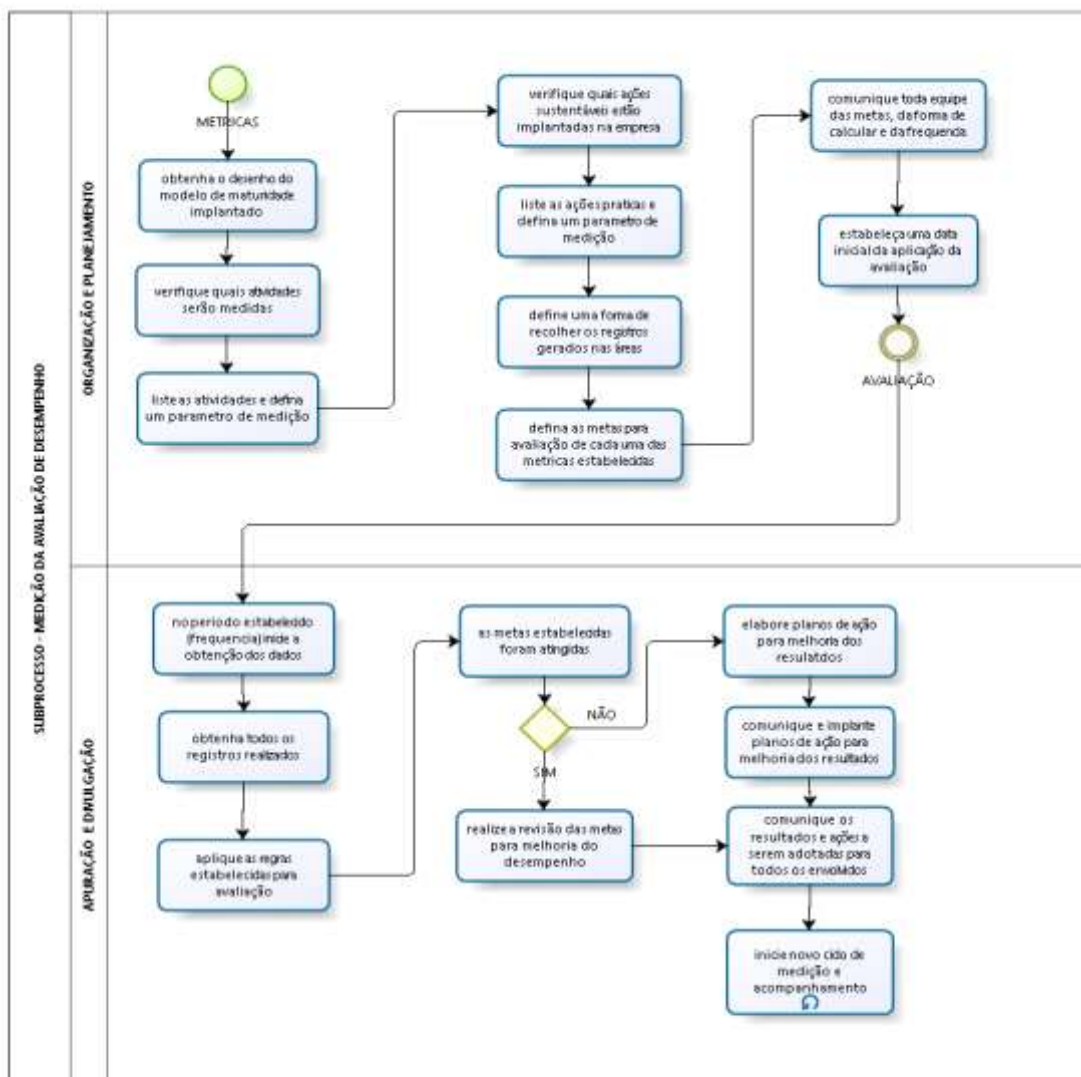 SUBPROCESSO - MEDIÇÃO DA AVALIAÇÃO DE DESEMPENHO
ORGANIZAÇÃO E PLANEJAMENTO
METRICAS
obtenha o desenho do
modelo de maturidade
implantado
verifique quais atividades
serão medidas
liste as atividades e defina
um parametro de medição
verifique quais ações
sustentáveis estão
implantadas na empresa
liste as ações praticas e
defina um parametro de
medição
define uma forma de
recolher os registros
gerados nas áreas
defina as metas para
avaliação de cada uma das
metricas estabelecidas
comunique toda equipe
das metas, da forma de
calcular e da frequencia
estabeleça uma data
inicial da aplicação da
avaliação
AVALIAÇÃO
APURAÇÃO E DIVULGAÇÃO
no periodo estabelecido
(frequencia) inicie a
obtenção dos dados
obtenha todos os
registros realizados
aplique as regras
estabelecidas para
avaliação
as metas estabelecidas
foram atingidas
NÃO
SIM
realize a revisão das metas
para melhoria do
desempenho
elabore planos de ação
para melhoria dos
resulatdos
comunique e implante
planos de ação para
melhoria dos resultados
comunique os
resultados e ações a
serem adotadas para
todos os envolvidos
inicie novo ciclo de
medição e
acompanhamento